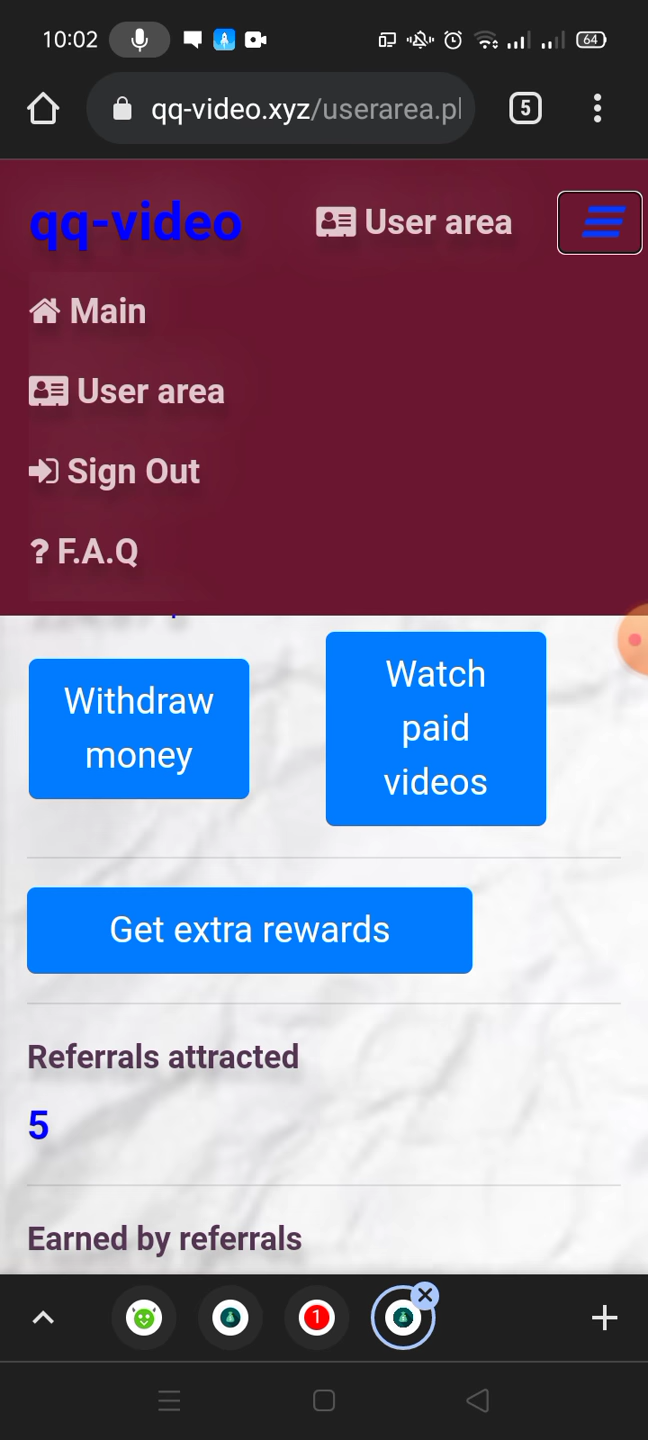 10:02
64
qq-video.xyz/userarea.p
5
qq-video
User area
Main
User area
Sign Out
? F.A.Q
Withdraw
money
Watch
paid
videos
Get extra rewards
Referrals attracted
5
Earned by referrals
1